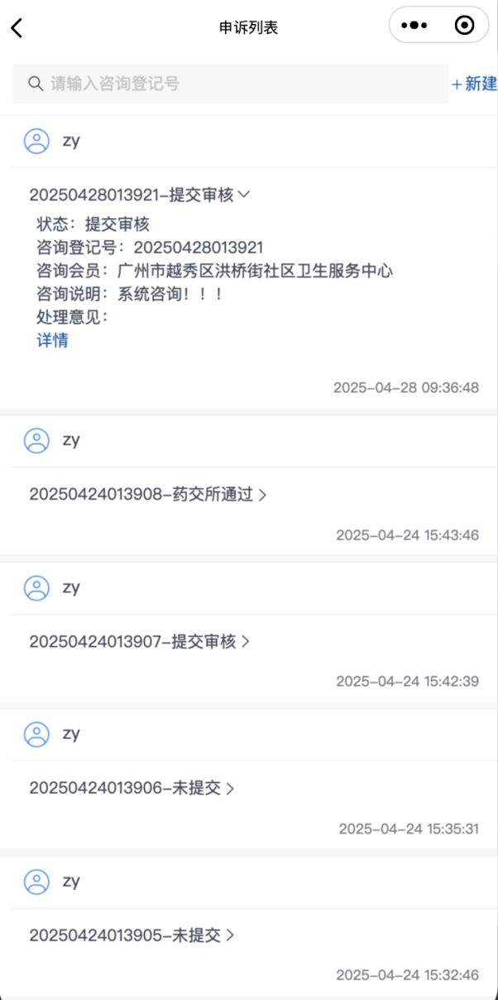 申诉列表
请输入咨询登记号
+新建
zy
20250428013921-提交审核
状态：提交审核
咨询登记号：20250428013921
咨询会员：广州市越秀区洪桥街社区卫生服务中心
咨询说明：系统咨询！！！
处理意见：
详情
2025-04-28 09:36:48
zy
20250424013908-药交所通过
2025-04-24 15:43:46
zy
20250424013907-提交审核
2025-04-24 15:42:39
zy
20250424013906-未提交
2025-04-24 15:35:31
zy
20250424013905-未提交
2025-04-24 15:32:46